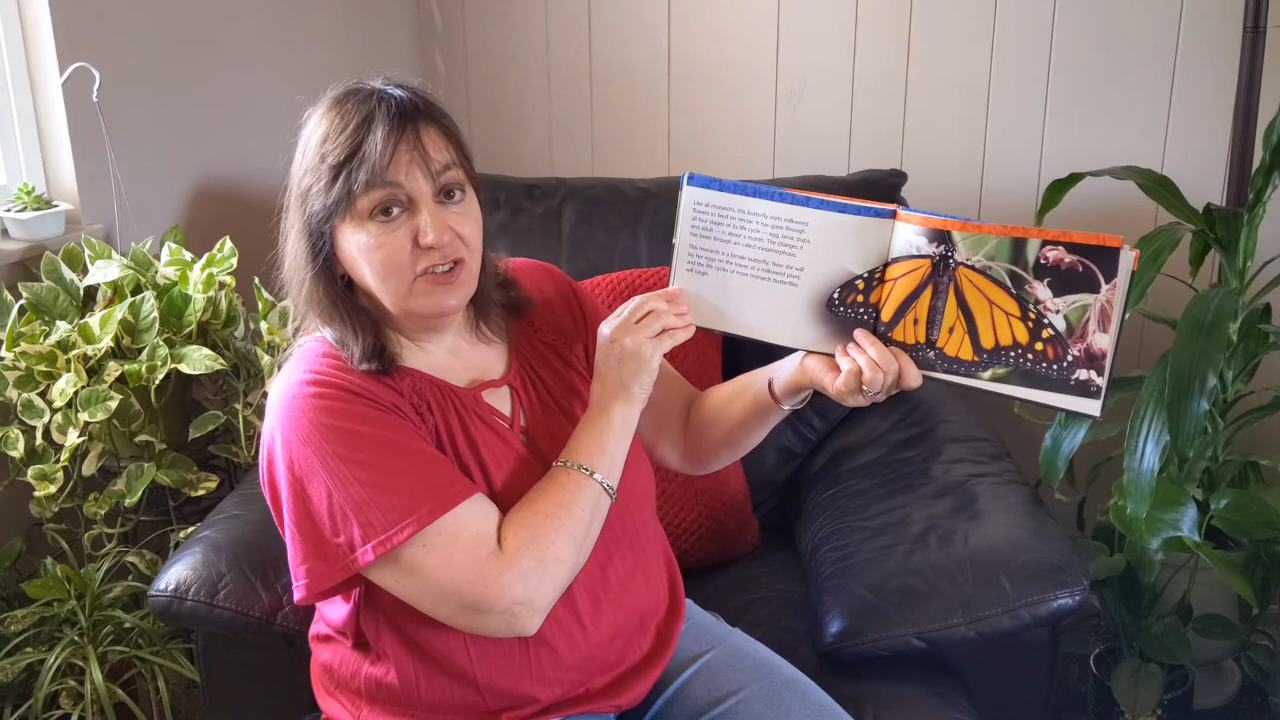 Like all monarchs, this butterfly visits milkweed
flowers to feed on nectar. It has gone through
all four stages of its life cycle — egg, larva, pupa,
and adult — in about a month. The changes it
has been through are called metamorphosis.
This monarch is a female butterfly. Now she will
lay her eggs on the leaves of a milkweed plant,
and the life cycles of more monarch butterflies
will begin.
17